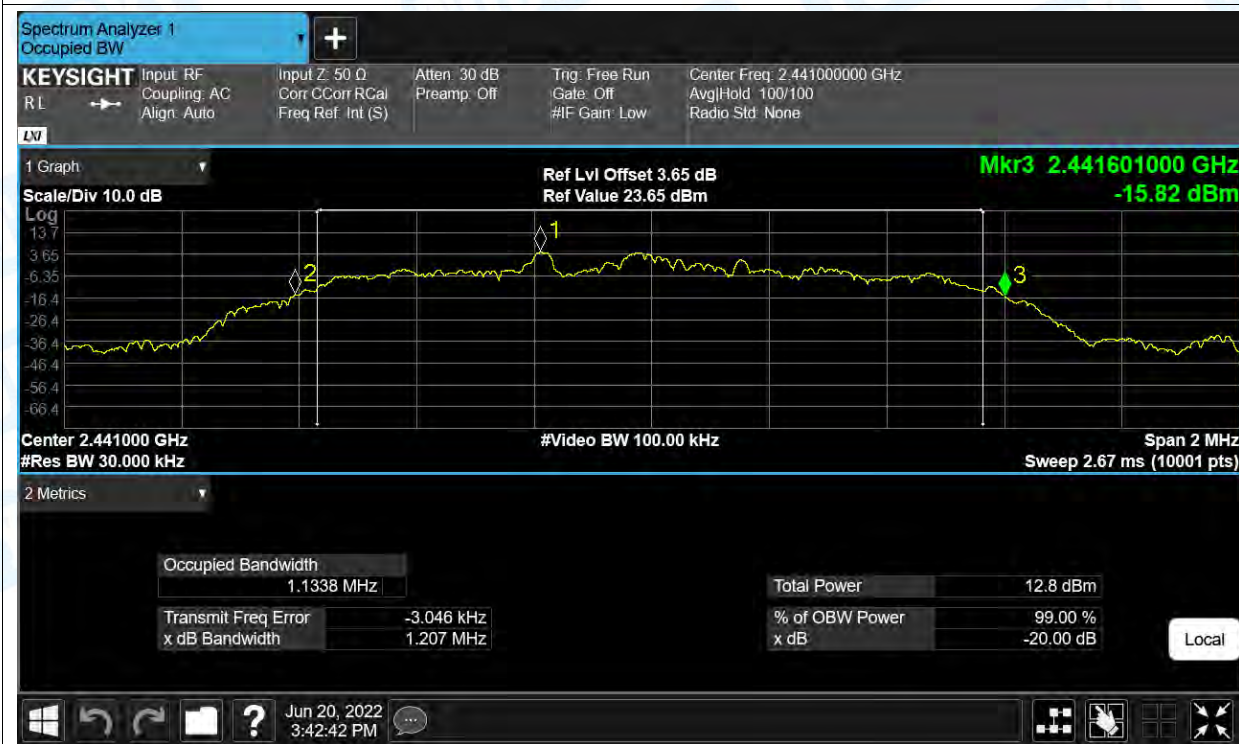 Spectrum Analyzer 1
Occupied BW
+
KEYSIGHT
RL
LXI
Input: RF
Coupling: AC
Align: Auto
Input Z: 50 Ω
Corr CCorr RCal
Freq Ref: Int (S)
Atten: 30 dB
Preamp: Off
Trig: Free Run
Gate: Off
#IF Gain: Low
Center Freq: 2.441000000 GHz
Avg|Hold: 100/100
Radio Std: None
1 Graph
Scale/Div 10.0 dB
Ref Lvl Offset 3.65 dB
Ref Value 23.65 dBm
Mkr3 2.441601000 GHz
-15.82 dBm
Log
13.7
3.65
-6.35
-16.4
-26.4
-36.4
-46.4
-56.4
-66.4
1
2
3
Center 2.441000 GHz
#Res BW 30.000 kHz
#Video BW 100.00 kHz
Span 2 MHz
Sweep 2.67 ms (10001 pts)
2 Metrics
Occupied Bandwidth
1.1338 MHz
Transmit Freq Error -3.046 kHz
x dB Bandwidth 1.207 MHz
Total Power 12.8 dBm
% of OBW Power 99.00 %
x dB -20.00 dB
Local
?
Jun 20, 2022
3:42:42 PM